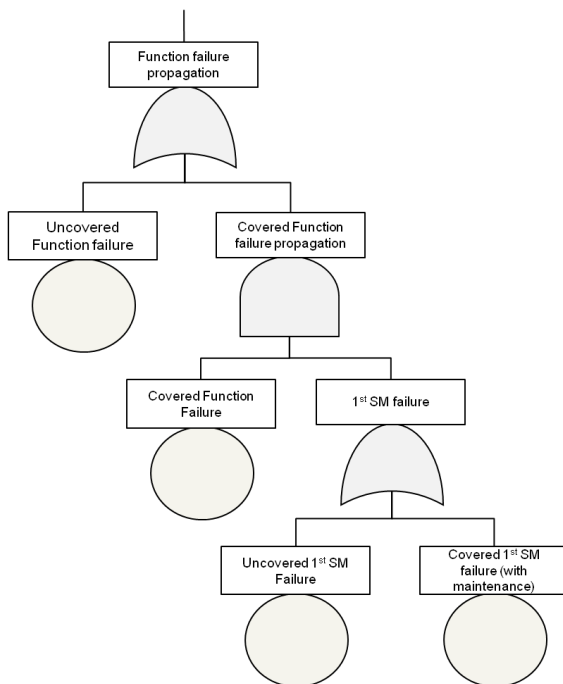 Function failure
propagation
Uncovered
Function failure
Covered Function
failure propagation
Covered Function
Failure
1st SM failure
Uncovered 1st SM
Failure
Covered 1st SM
failure (with
maintenance)